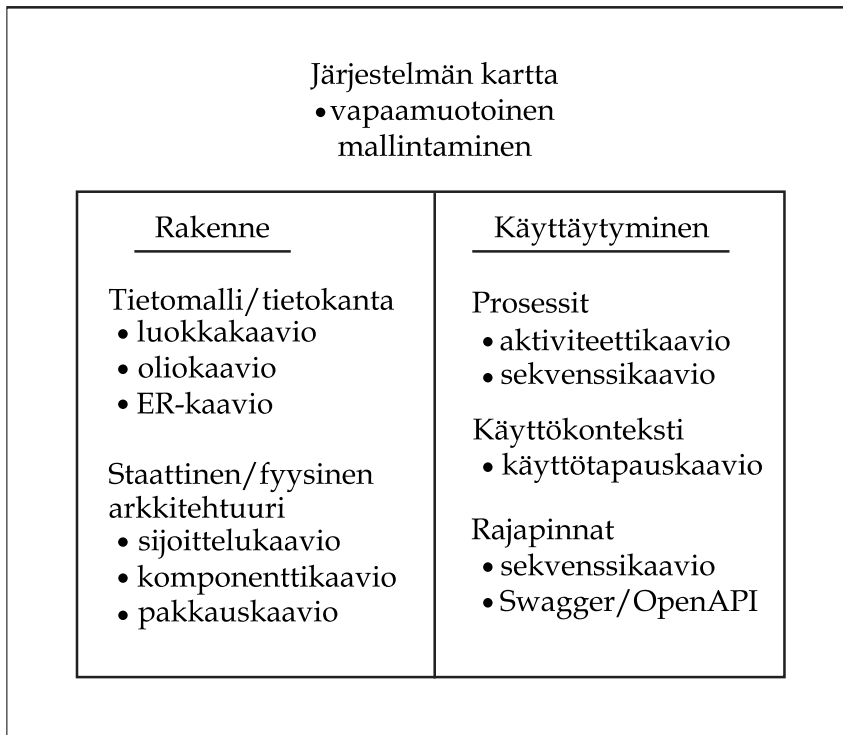 Järjestelmän kartta
• vapaamuotoinen
mallintaminen
Rakenne
Tietomalli/tietokanta
• luokkakaavio
• oliokaavio
• ER-kaavio
Staattinen/fyysinen
arkkitehtuuri
• sijoittelukaavio
• komponenttikaavio
• pakkauskaavio
Käyttäytyminen
Prosessit
• aktiviteettikaavio
• sekvenssikaavio
Käyttökonteksti
• käyttötapauskaavio
Rajapinnat
• sekvenssikaavio
• Swagger/OpenAPI